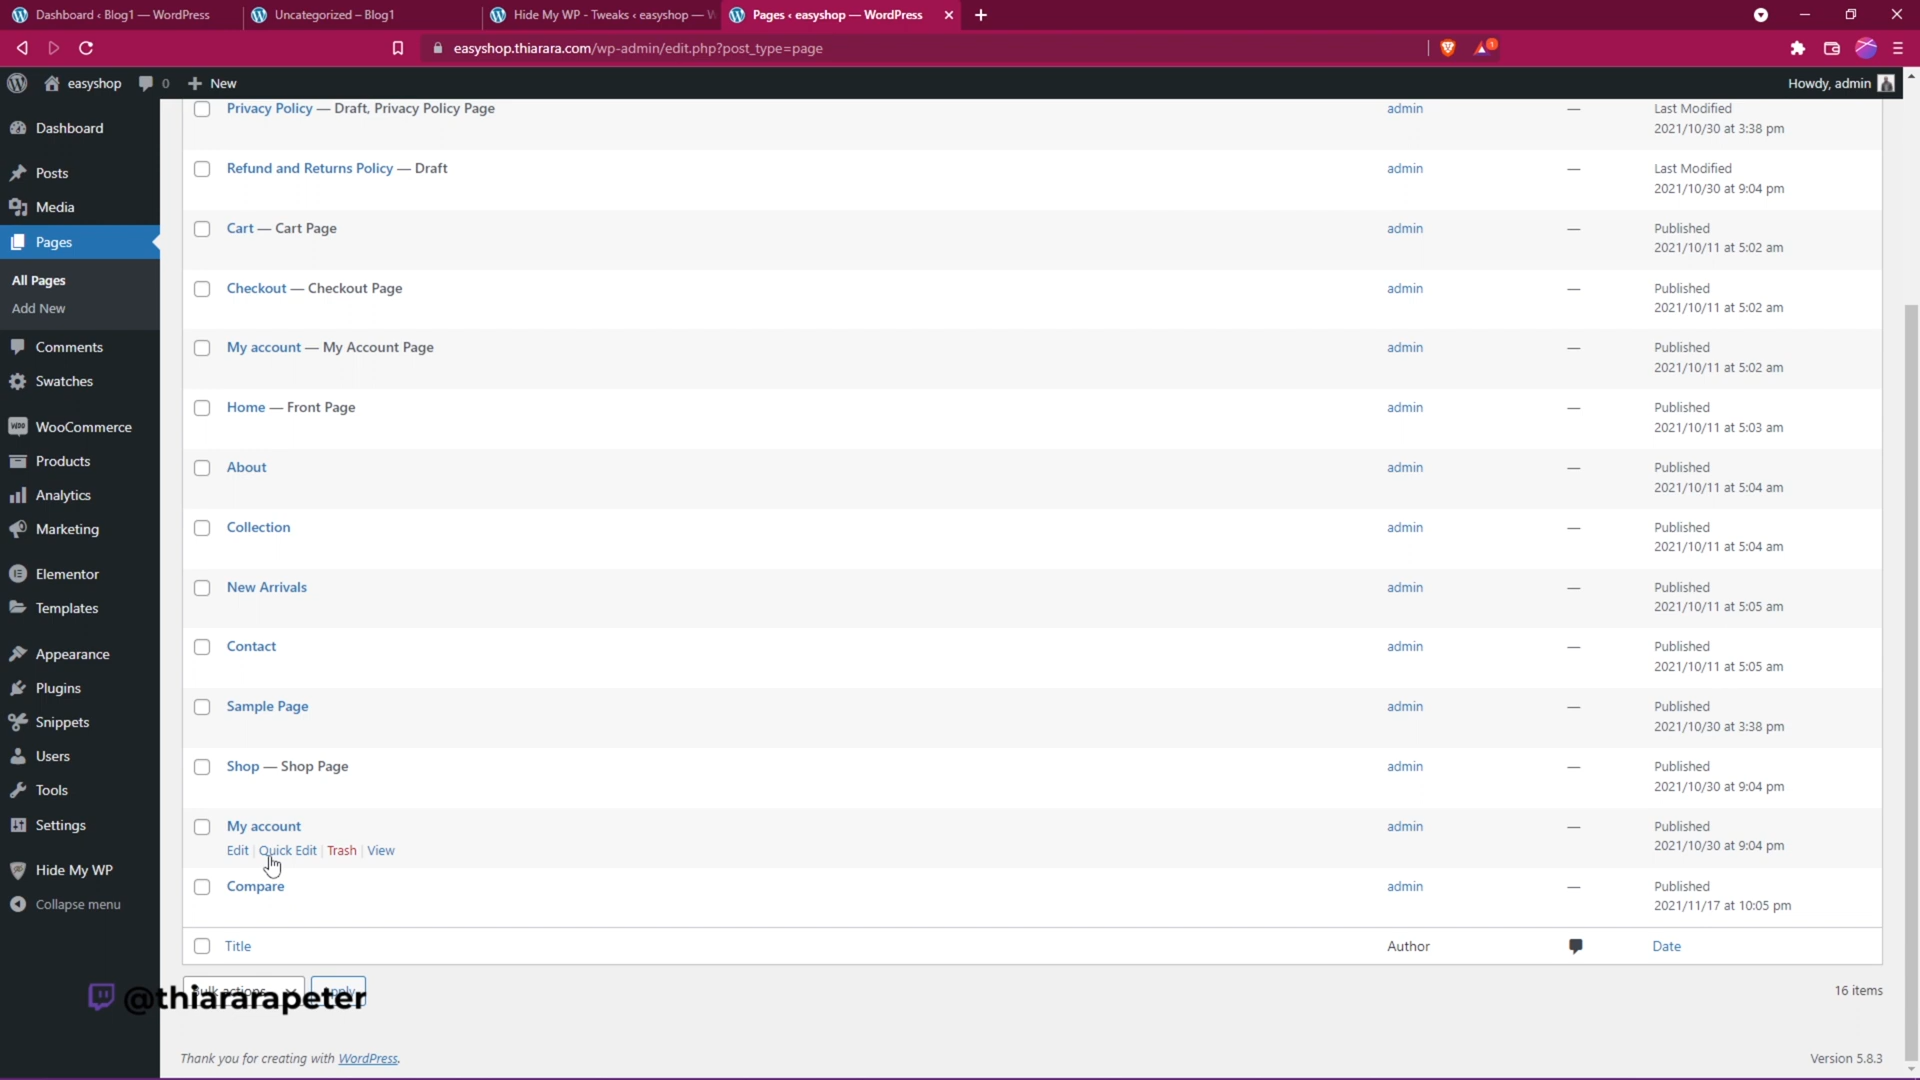 Dashboard ‹ Blog1 — WordPress
Uncategorized – Blog1
Hide My WP - Tweaks ‹ easyshop — W
Pages ‹ easyshop — WordPress
easyshop.thiarara.com/wp-admin/edit.php?post_type=page
1
easyshop
0
New
Howdy, admin
Dashboard
Posts
Media
Pages
All Pages
Add New
Comments
Swatches
WooCommerce
Products
Analytics
Marketing
Elementor
Templates
Appearance
Plugins
Snippets
Users
Tools
Settings
Hide My WP
Collapse menu
Privacy Policy — Draft, Privacy Policy Page admin — Last Modified
2021/10/30 at 3:38 pm
Refund and Returns Policy — Draft admin — Last Modified
2021/10/30 at 9:04 pm
Cart — Cart Page admin — Published
2021/10/11 at 5:02 am
Checkout — Checkout Page admin — Published
2021/10/11 at 5:02 am
My account — My Account Page admin — Published
2021/10/11 at 5:02 am
Home — Front Page admin — Published
2021/10/11 at 5:03 am
About admin — Published
2021/10/11 at 5:04 am
Collection admin — Published
2021/10/11 at 5:04 am
New Arrivals admin — Published
2021/10/11 at 5:05 am
Contact admin — Published
2021/10/11 at 5:05 am
Sample Page admin — Published
2021/10/30 at 3:38 pm
Shop — Shop Page admin — Published
2021/10/30 at 9:04 pm
My account admin — Published
Edit | Quick Edit | Trash | View 2021/10/30 at 9:04 pm
Compare admin — Published
2021/11/17 at 10:05 pm
Title Author Date
Bulk actions Apply 16 items
@thiararapeter
Thank you for creating with WordPress.
Version 5.8.3